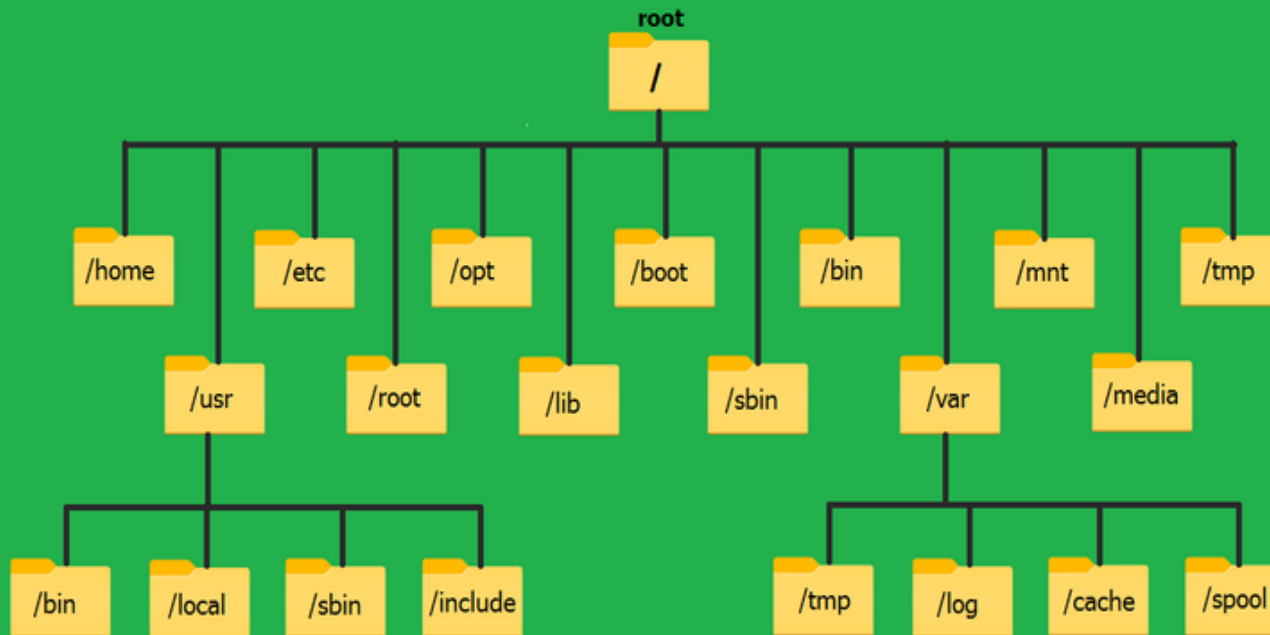 root
/
/home
/etc
/opt
/boot
/bin
/mnt
/tmp
/usr
/root
/lib
/sbin
/var
/media
/bin
/local
/sbin
/include
/tmp
/log
/cache
/spool